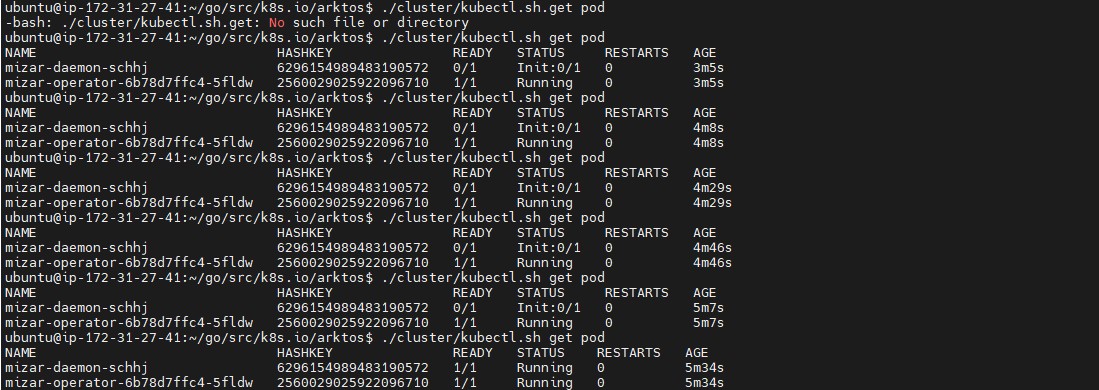 ubuntu@ip-172-31-27-41:~/go/src/k8s.io/arktos$ ./cluster/kubectl.sh.get pod
-bash: ./cluster/kubectl.sh.get: No such file or directory
ubuntu@ip-172-31-27-41:~/go/src/k8s.io/arktos$ ./cluster/kubectl.sh get pod
NAME HASHKEY READY STATUS RESTARTS AGE
mizar-daemon-schhj 6296154989483190572 0/1 Init:0/1 0 3m5s
mizar-operator-6b78d7ffc4-5fldw 2560029025922096710 1/1 Running 0 3m5s
ubuntu@ip-172-31-27-41:~/go/src/k8s.io/arktos$ ./cluster/kubectl.sh get pod
NAME HASHKEY READY STATUS RESTARTS AGE
mizar-daemon-schhj 6296154989483190572 0/1 Init:0/1 0 4m8s
mizar-operator-6b78d7ffc4-5fldw 2560029025922096710 1/1 Running 0 4m8s
ubuntu@ip-172-31-27-41:~/go/src/k8s.io/arktos$ ./cluster/kubectl.sh get pod
NAME HASHKEY READY STATUS RESTARTS AGE
mizar-daemon-schhj 6296154989483190572 0/1 Init:0/1 0 4m29s
mizar-operator-6b78d7ffc4-5fldw 2560029025922096710 1/1 Running 0 4m29s
ubuntu@ip-172-31-27-41:~/go/src/k8s.io/arktos$ ./cluster/kubectl.sh get pod
NAME HASHKEY READY STATUS RESTARTS AGE
mizar-daemon-schhj 6296154989483190572 0/1 Init:0/1 0 4m46s
mizar-operator-6b78d7ffc4-5fldw 2560029025922096710 1/1 Running 0 4m46s
ubuntu@ip-172-31-27-41:~/go/src/k8s.io/arktos$ ./cluster/kubectl.sh get pod
NAME HASHKEY READY STATUS RESTARTS AGE
mizar-daemon-schhj 6296154989483190572 0/1 Init:0/1 0 5m7s
mizar-operator-6b78d7ffc4-5fldw 2560029025922096710 1/1 Running 0 5m7s
ubuntu@ip-172-31-27-41:~/go/src/k8s.io/arktos$ ./cluster/kubectl.sh get pod
NAME HASHKEY READY STATUS RESTARTS AGE
mizar-daemon-schhj 6296154989483190572 1/1 Running 0 5m34s
mizar-operator-6b78d7ffc4-5fldw 2560029025922096710 1/1 Running 0 5m34s